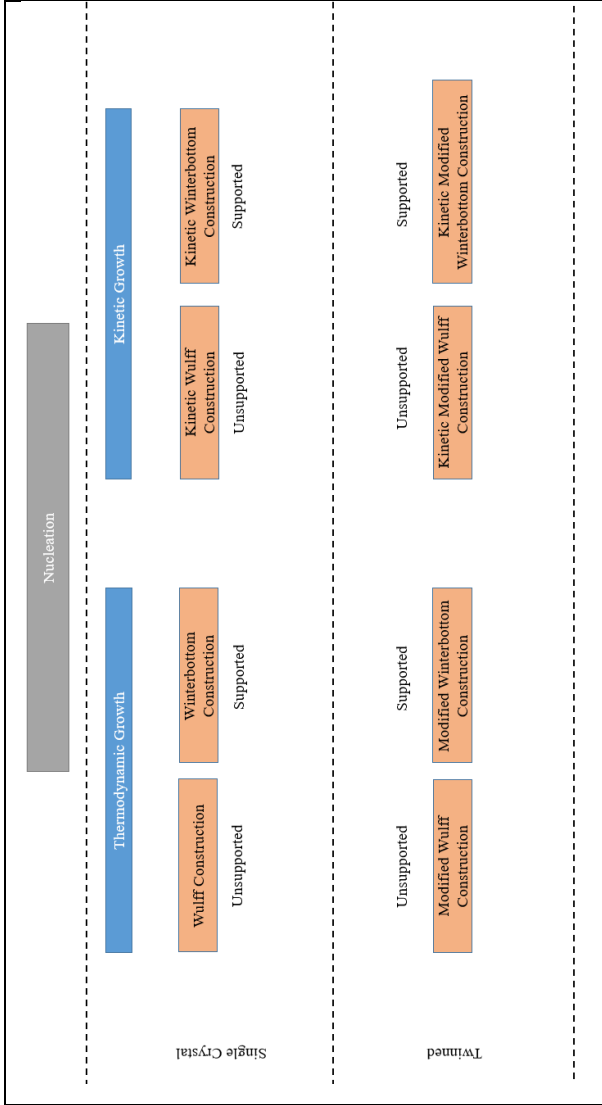 Nucleation
Thermodynamic Growth
Kinetic Growth
Single Crystal
Wulff Construction
Unsupported
Winterbottom
Construction
Supported
Kinetic Wulff
Construction
Unsupported
Kinetic Winterbottom
Construction
Supported
Twinned
Unsupported
Modified Wulff
Construction
Supported
Modified Winterbottom
Construction
Unsupported
Kinetic Modified Wulff
Construction
Supported
Kinetic Modified
Winterbottom Construction